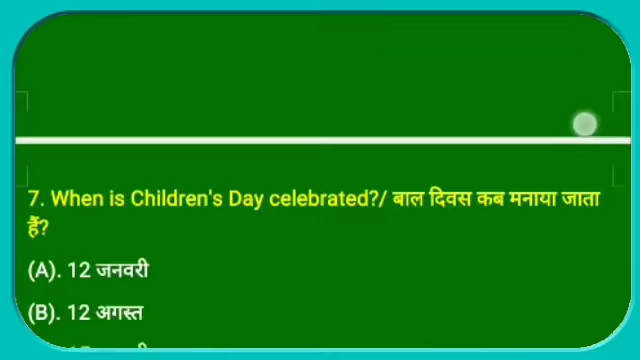 7. When is Children's Day celebrated?/ बाल दिवस कब मनाया जाता
हैं?
(A). 12 जनवरी
(B). 12 अगस्त